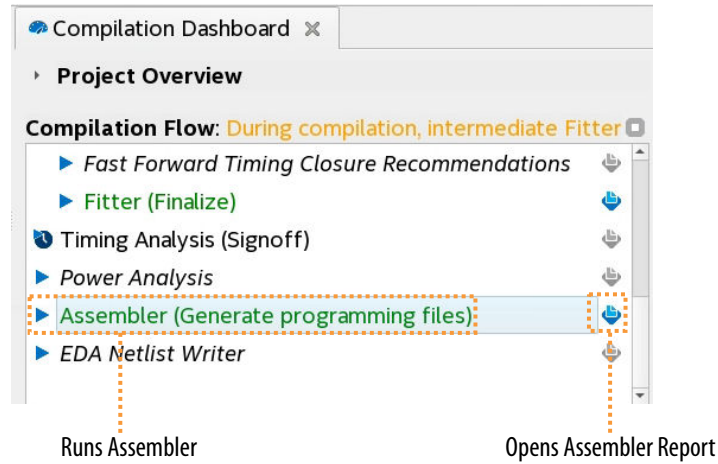 Compilation Dashboard
Project Overview
Compilation Flow: During compilation, intermediate Fitter
Fast Forward Timing Closure Recommendations
Fitter (Finalize)
Timing Analysis (Signoff)
Power Analysis
Assembler (Generate programming files)
EDA Netlist Writer
Runs Assembler Opens Assembler Report